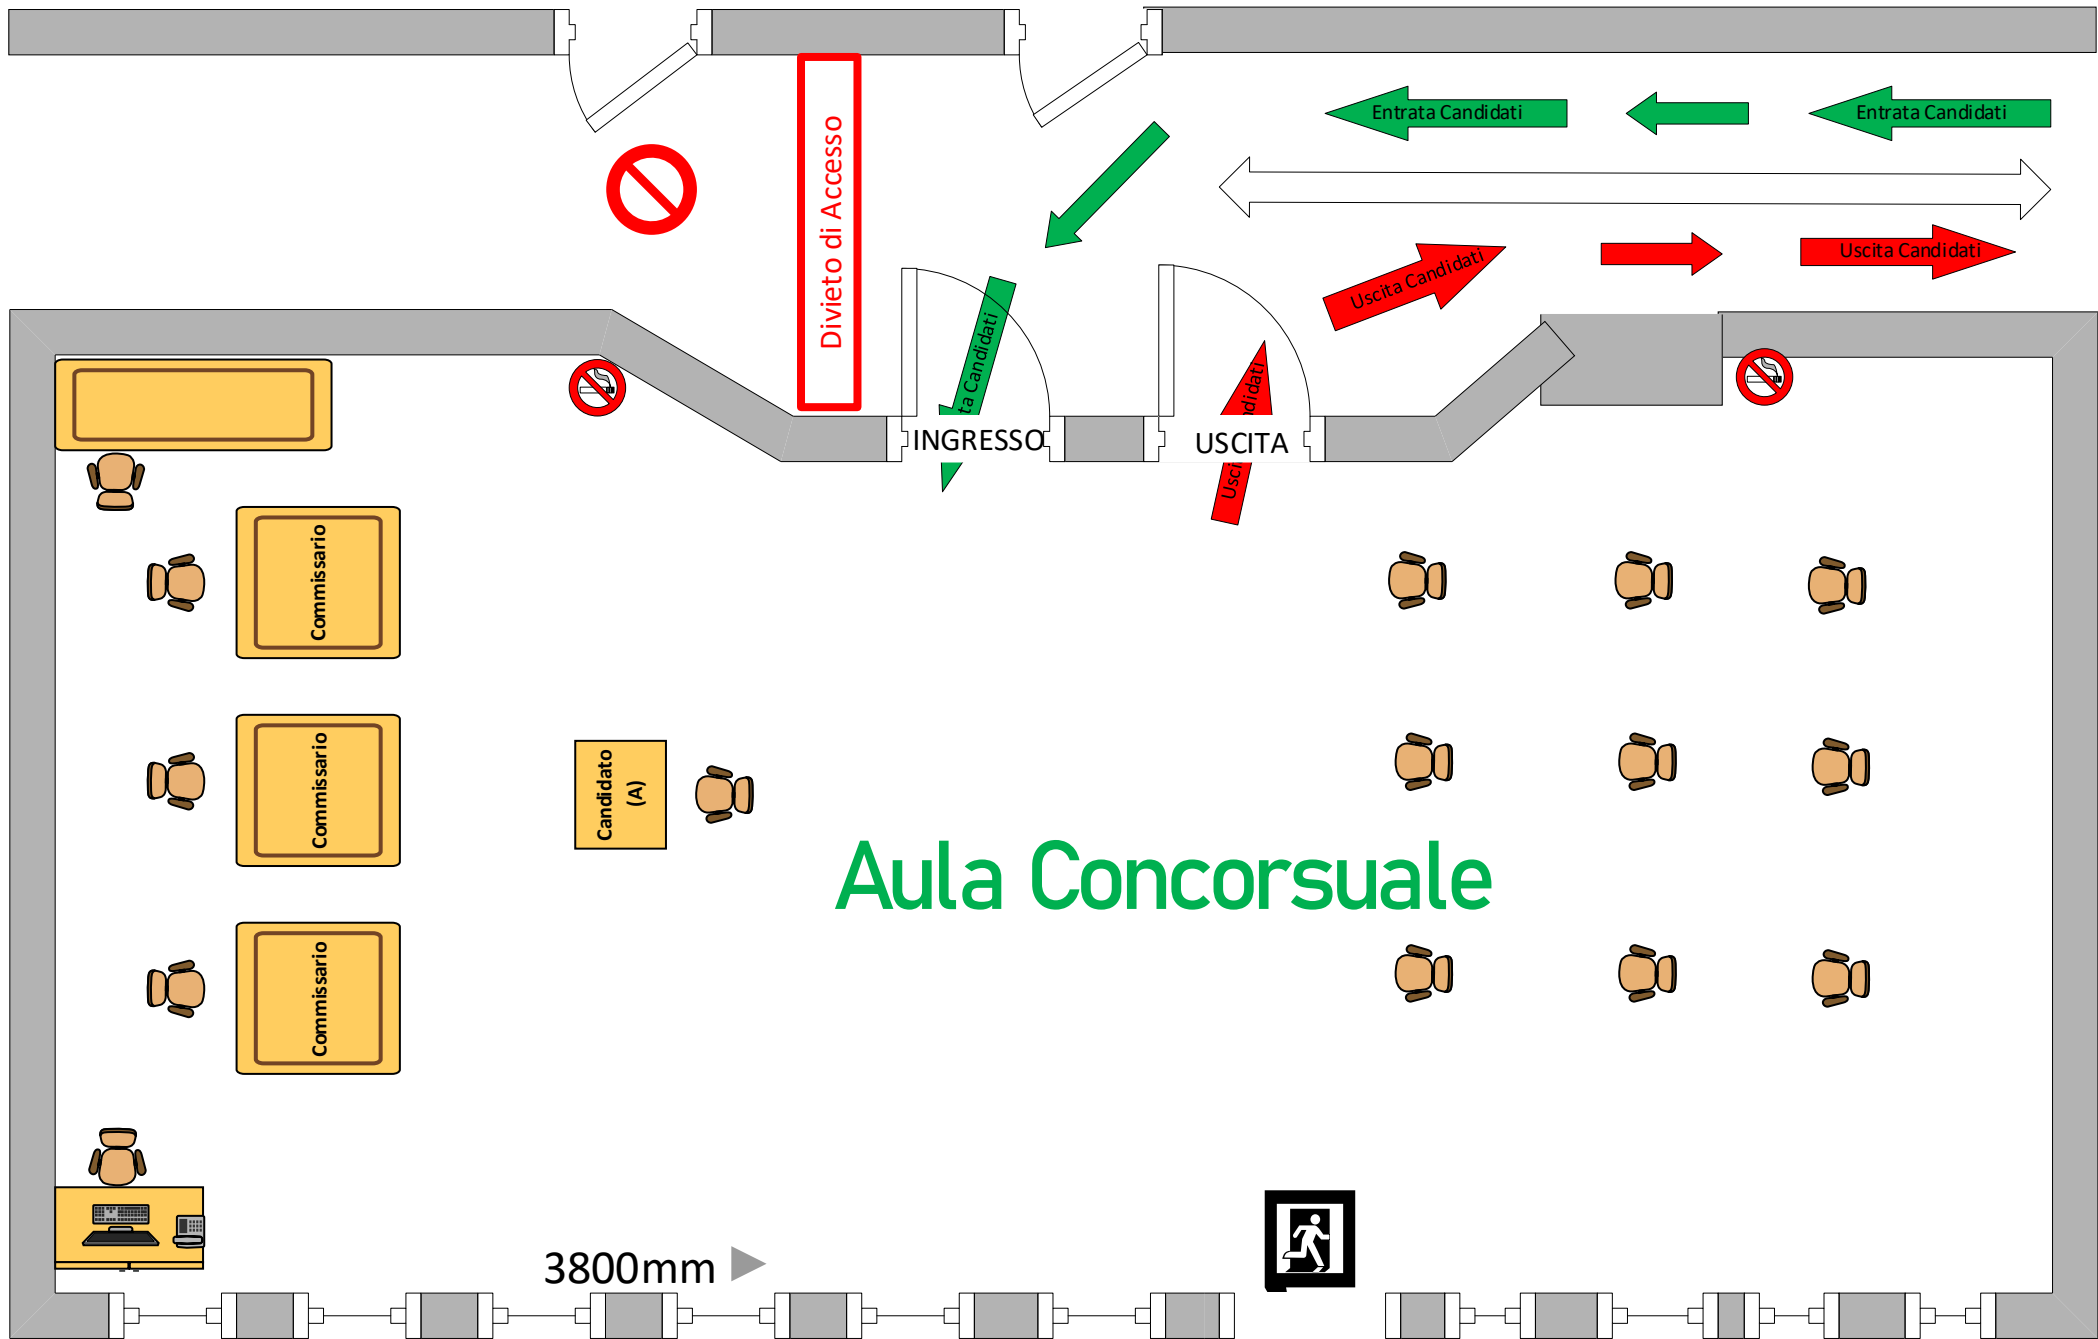 Entrata Candidati
Entrata Candidati
Divieto di Accesso
Uscita Candidati
Uscita Candidati
Candidati
INGRESSO
USCITA
Commissario
Commissario
Candidato
(A)
Commissario
Aula Concorsuale
3800mm